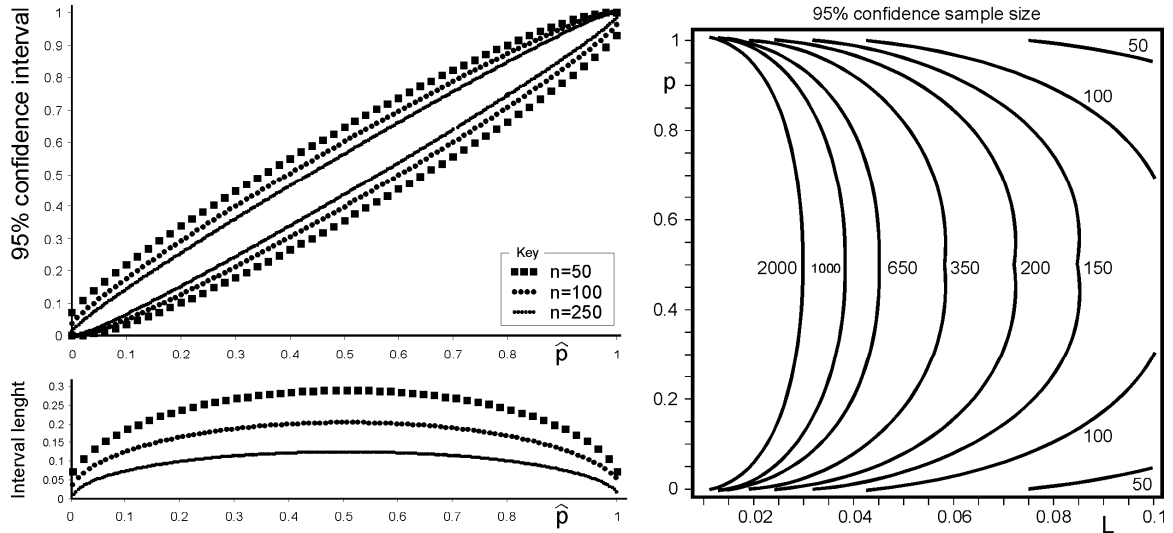 95% confidence interval
1
0.9
0.8
0.7
0.6
0.5
0.4
0.3
0.2
0.1
0
0 0.1 0.2 0.3 0.4 0.5 0.6 0.7 0.8 p̂ 1
Key
n=50
n=100
n=250
Interval lenght
0.3
0.25
0.2
0.15
0.1
0.05
0
0 0.1 0.2 0.3 0.4 0.5 0.6 0.7 0.8 p̂ 1
95% confidence sample size
1
p
0.8
0.6
0.4
0.2
0
50
100
2000 1000 650 350 200 150
100
50
0.02 0.04 0.06 0.08 L 0.1